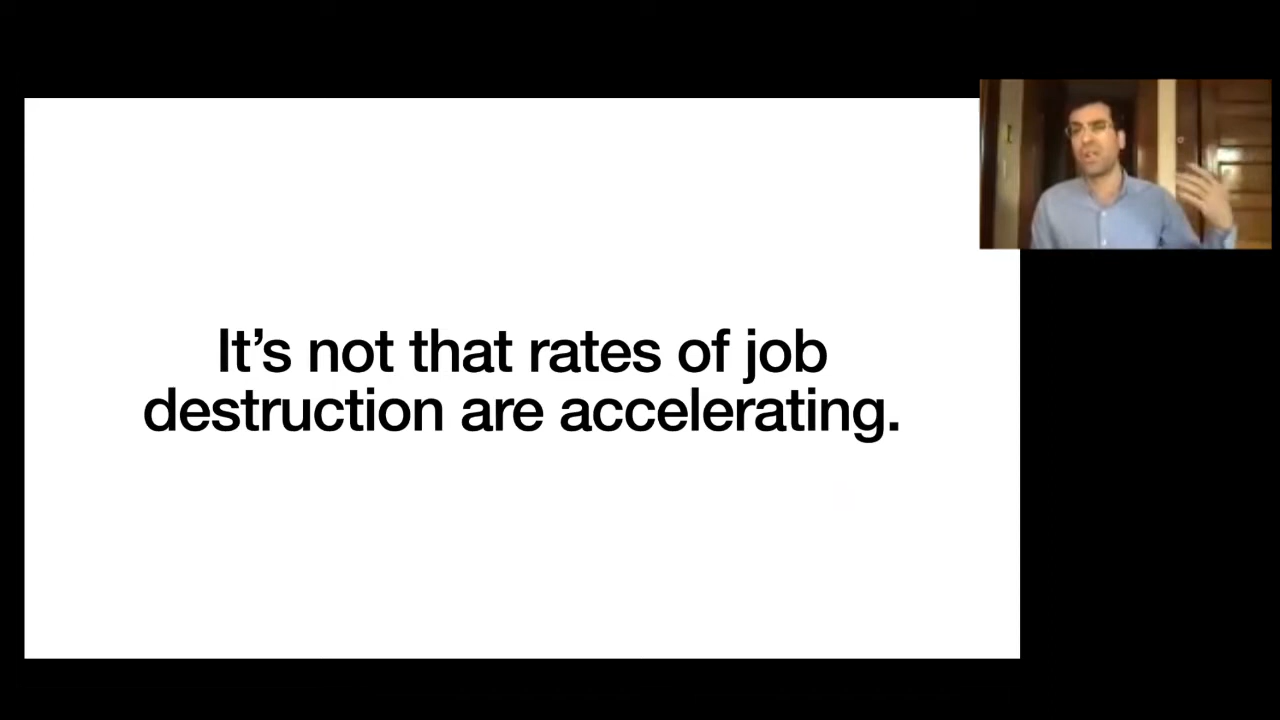 It’s not that rates of job
destruction are accelerating.